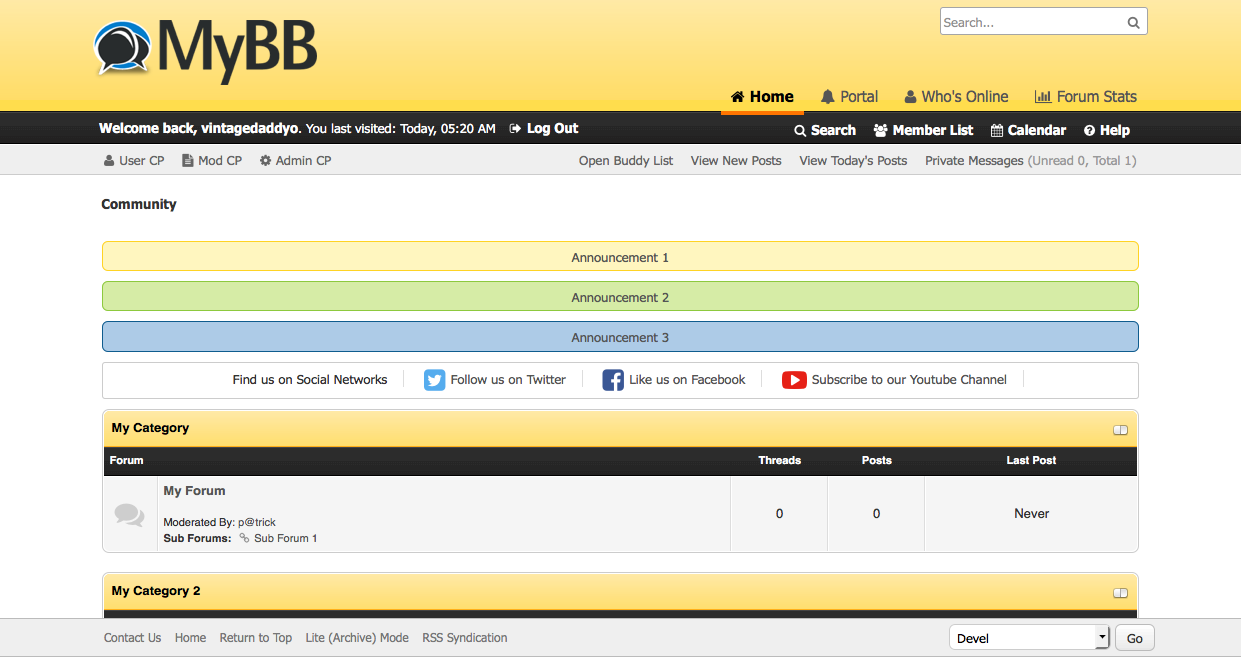 MyBB
Search...
Home Portal Who's Online Forum Stats
Welcome back, vintagedaddyo. You last visited: Today, 05:20 AM Log Out
Search Member List Calendar Help
User CP Mod CP Admin CP
Open Buddy List View New Posts View Today's Posts Private Messages (Unread 0, Total 1)
Community
Announcement 1
Announcement 2
Announcement 3
Find us on Social Networks Follow us on Twitter Like us on Facebook Subscribe to our Youtube Channel
My Category
Forum Threads Posts Last Post
My Forum
0 0 Never
Moderated By: p@trick
Sub Forums: Sub Forum 1
My Category 2
Contact Us Home Return to Top Lite (Archive) Mode RSS Syndication Devel Go